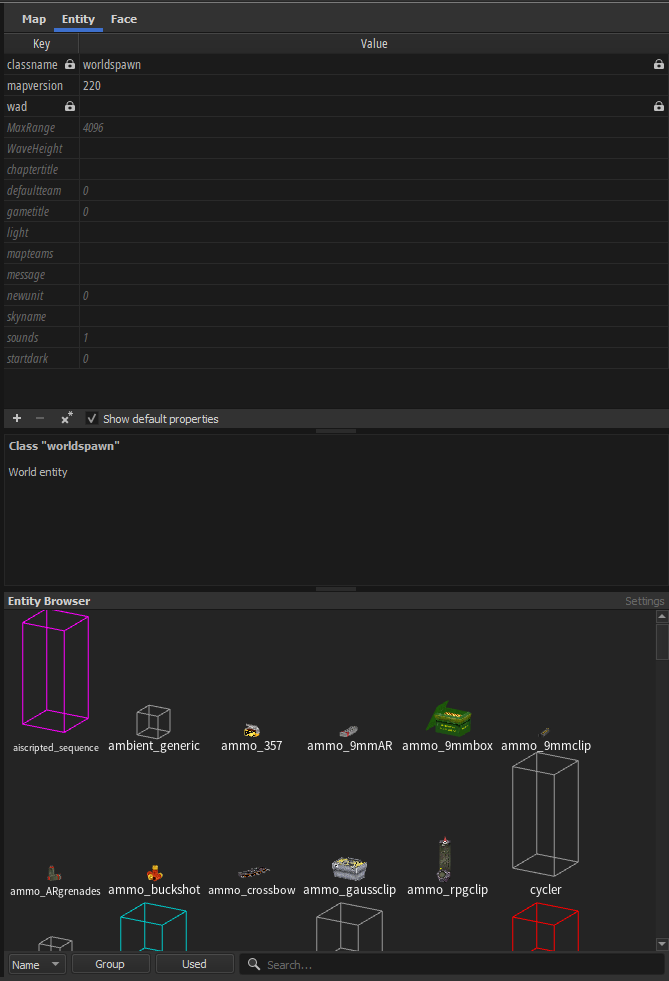 Map Entity Face
Key Value
classname worldspawn
mapversion 220
wad
MaxRange 4096
WaveHeight
chaptertitle
defaultteam 0
gametitle 0
light
mapteams
message
newunit 0
skyname
sounds 1
startdark 0
Show default properties
Class "worldspawn"
World entity
Entity Browser Settings
aiscripted_sequence ambient_generic ammo_357 ammo_9mmAR ammo_9mmbox ammo_9mmclip
ammo_ARgrenades ammo_buckshot ammo_crossbow ammo_gaussclip ammo_rpgclip cycler
Name Group Used Search...